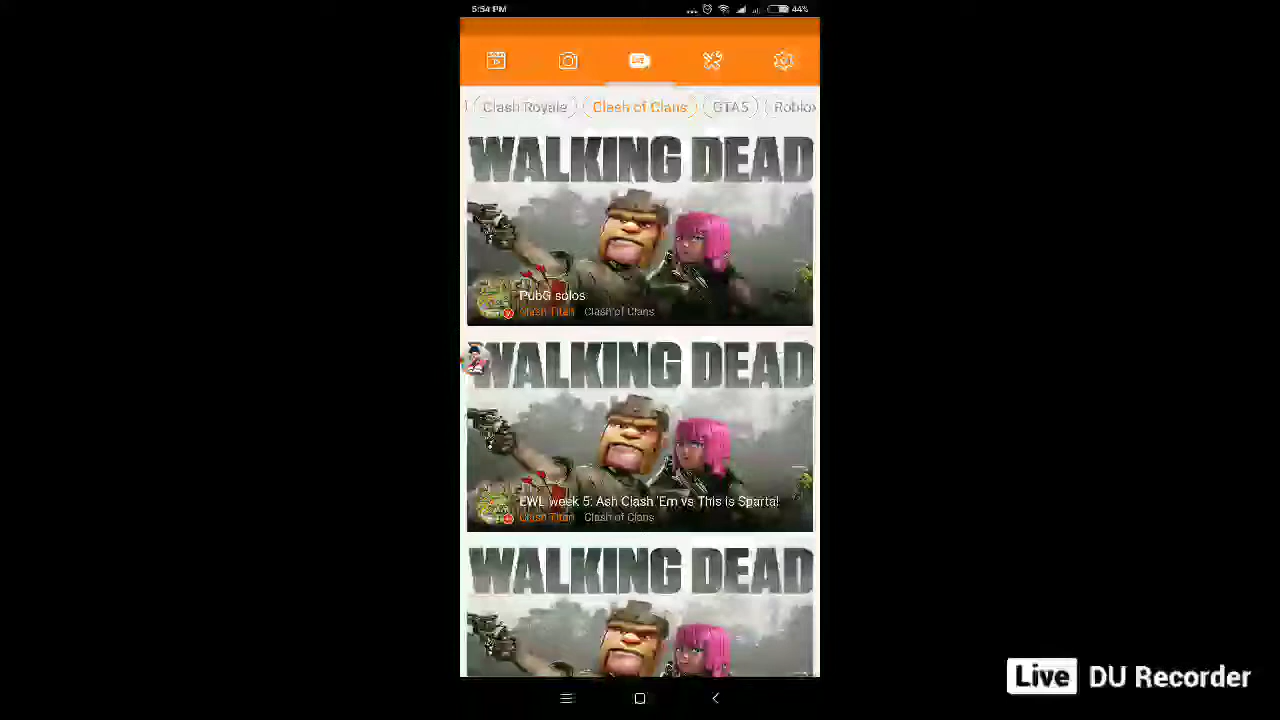 5:54 PM
44%
LIVE
Clash Royale
Clash of Clans
GTA5
Roblox
WALKING DEAD
PubG solos
Clash Titan Clash of Clans
WALKING DEAD
EWL week 5: Ash Clash 'Em vs This is Sparta!
Clash Titan Clash of Clans
WALKING DEAD
Live DU Recorder